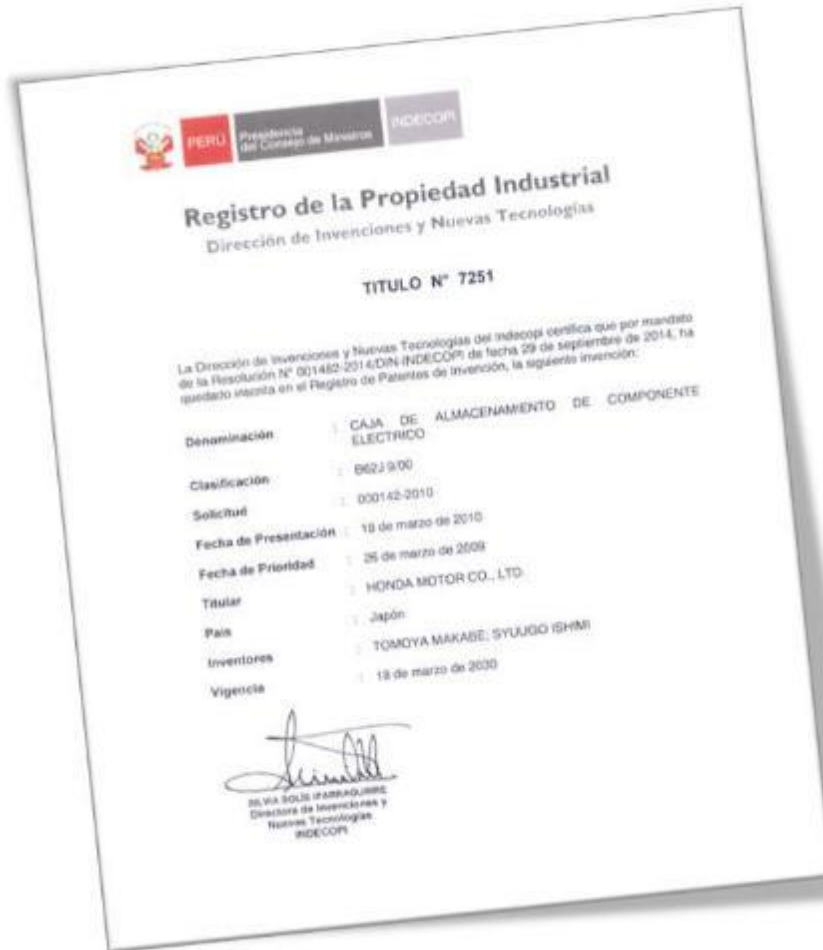 PERÚ
Presidencia
del Consejo de Ministros
INDECOPI
Registro de la Propiedad Industrial
Dirección de Invenciones y Nuevas Tecnologías
TITULO N° 7251
La Dirección de Invenciones y Nuevas Tecnologías del Indecopi certifica que por mandato
de la Resolución N° 001482-2014/DIN-INDECOPI de fecha 29 de septiembre de 2014, ha
quedado inscrita en el Registro de Patentes de Invención, la siguiente invención:
Denominación : CAJA DE ALMACENAMIENTO DE COMPONENTE
ELECTRICO
Clasificación : B62J 9/00
Solicitud : 000142-2010
Fecha de Presentación : 18 de marzo de 2010
Fecha de Prioridad : 26 de marzo de 2009
Titular : HONDA MOTOR CO., LTD.
País : Japón
Inventores : TOMOYA MAKABE; SYUUGO ISHIMI
Vigencia : 18 de marzo de 2030
SILVIA SOLÍS IPARRAGUIRRE
Directora de Invenciones y
Nuevas Tecnologías
INDECOPI